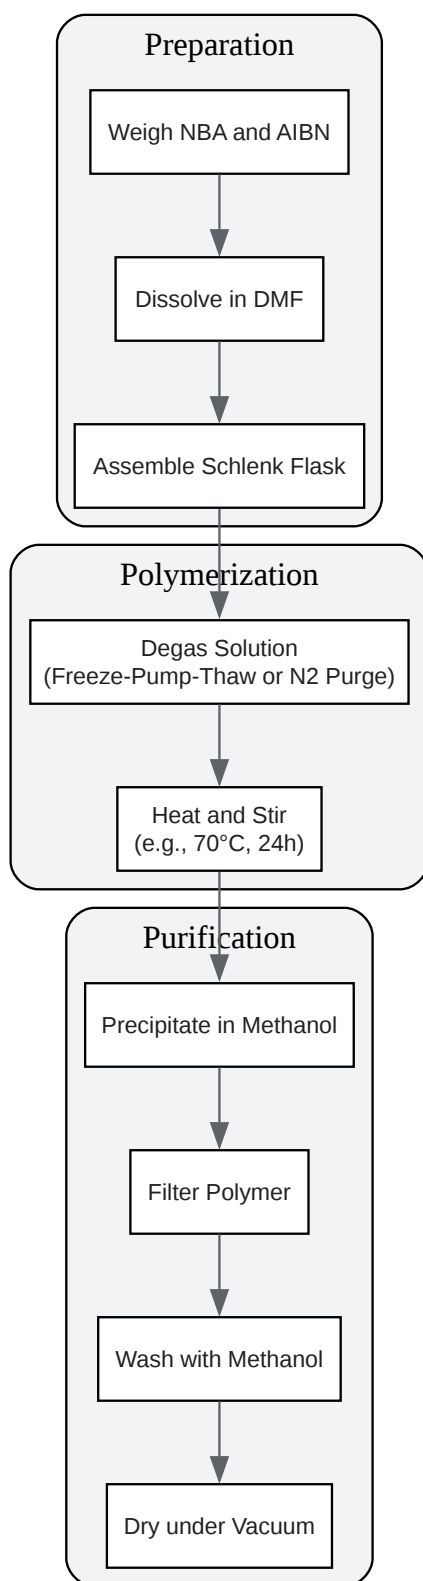 Preparation
Weigh NBA and AIBN
Dissolve in DMF
Assemble Schlenk Flask
Polymerization
Degas Solution
(Freeze-Pump-Thaw or N2 Purge)
Heat and Stir
(e.g., 70°C, 24h)
Purification
Precipitate in Methanol
Filter Polymer
Wash with Methanol
Dry under Vacuum